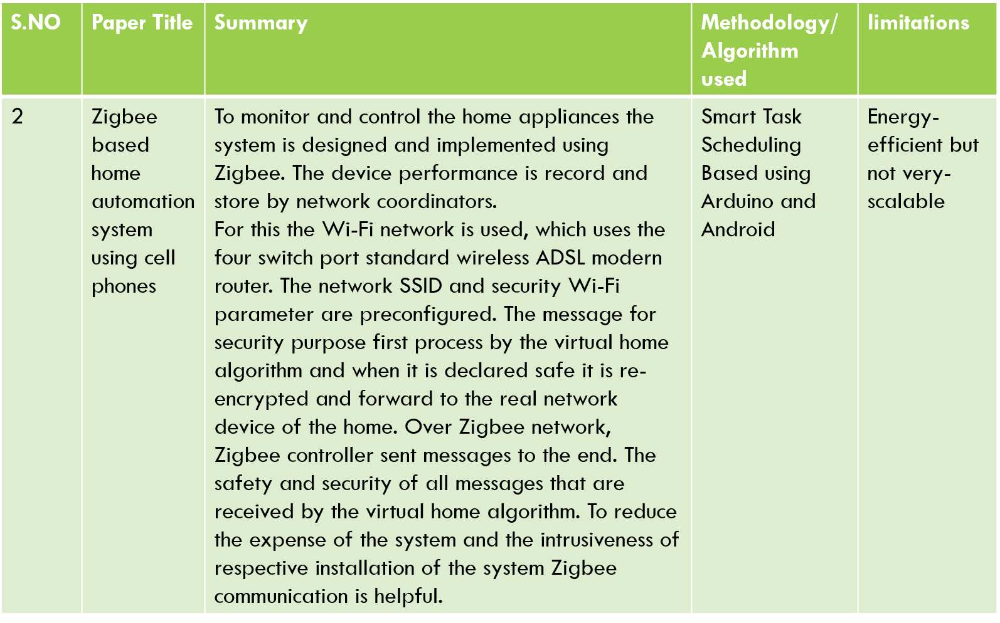 S.NO
Paper Title
Summary
Methodology/
Algorithm
used
limitations
2
Zigbee
based
home
automation
system
using cell
phones
To monitor and control the home appliances the
system is designed and implemented using
Zigbee. The device performance is record and
store by network coordinators.
For this the Wi-Fi network is used, which uses the
four switch port standard wireless ADSL modern
router. The network SSID and security Wi-Fi
parameter are preconfigured. The message for
security purpose first process by the virtual home
algorithm and when it is declared safe it is re-
encrypted and forward to the real network
device of the home. Over Zigbee network,
Zigbee controller sent messages to the end. The
safety and security of all messages that are
received by the virtual home algorithm. To reduce
the expense of the system and the intrusiveness of
respective installation of the system Zigbee
communication is helpful.
Smart Task
Scheduling
Based using
Arduino and
Android
Energy-
efficient but
not very-
scalable